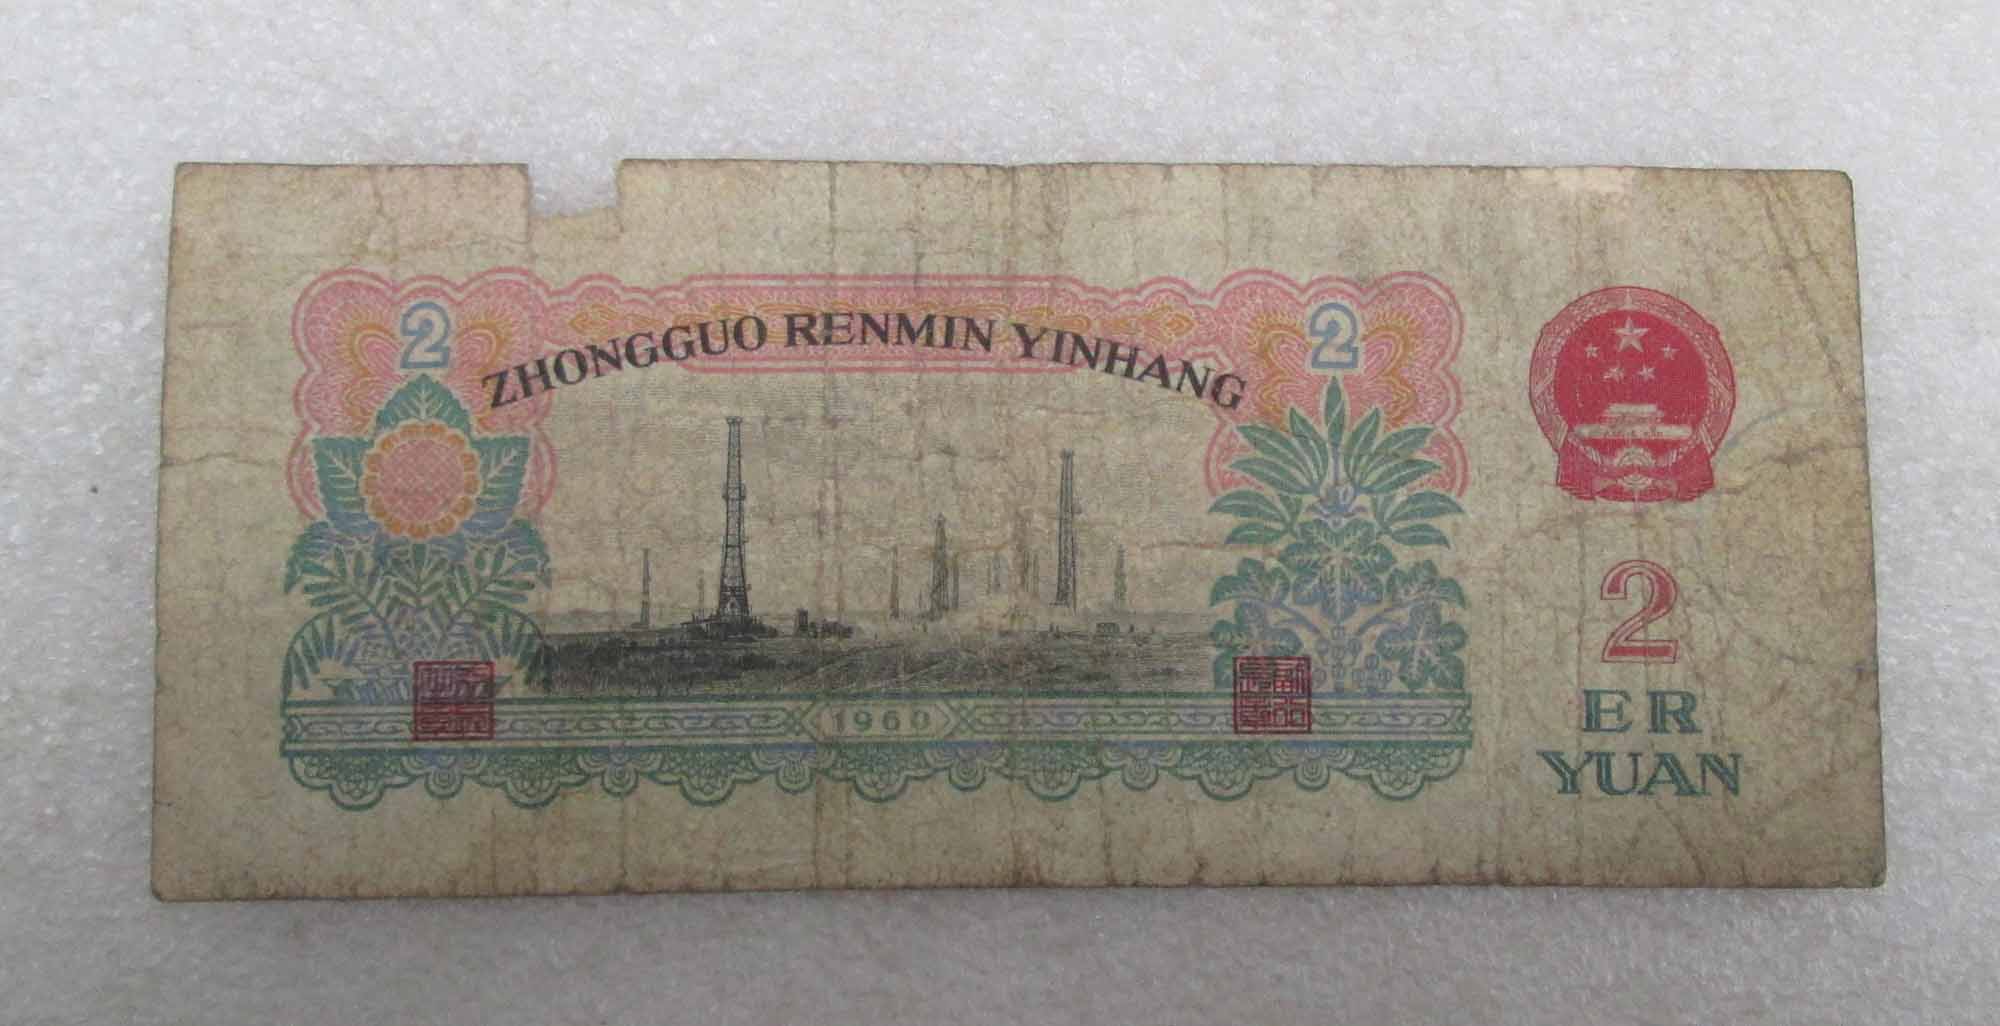 2
2
ZHONGGUO RENMIN YINHANG
1960
2
ER
YUAN